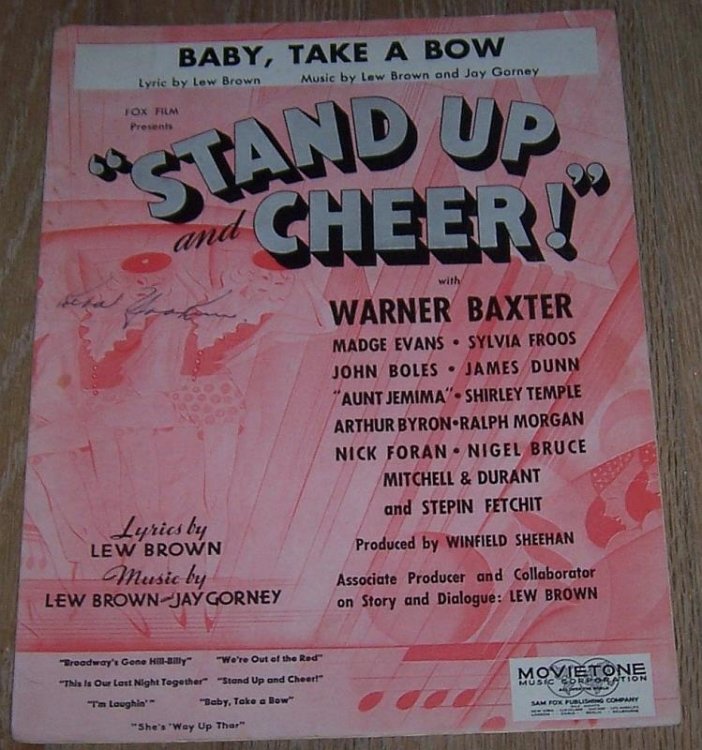 BABY, TAKE A BOW
Lyric by Lew Brown Music by Lew Brown and Jay Gorney
FOX FILM
Presents
"STAND UP
and CHEER!"
with
WARNER BAXTER
MADGE EVANS • SYLVIA FROOS
JOHN BOLES • JAMES DUNN
"AUNT JEMIMA" • SHIRLEY TEMPLE
ARTHUR BYRON • RALPH MORGAN
NICK FORAN • NIGEL BRUCE
MITCHELL & DURANT
and STEPIN FETCHIT
Produced by WINFIELD SHEEHAN
Associate Producer and Collaborator
on Story and Dialogue: LEW BROWN
Lyrics by
LEW BROWN
Music by
LEW BROWN and JAY GORNEY
"Broadway's Gone Hill-Billy" "We're Out of the Red"
"This Is Our Last Night Together" "Stand Up and Cheer!"
"I'm Laughin'" "Baby, Take a Bow"
"She's 'Way Up Thar"
MOVIETONE
MUSIC CORPORATION
SAM FOX PUBLISHING COMPANY